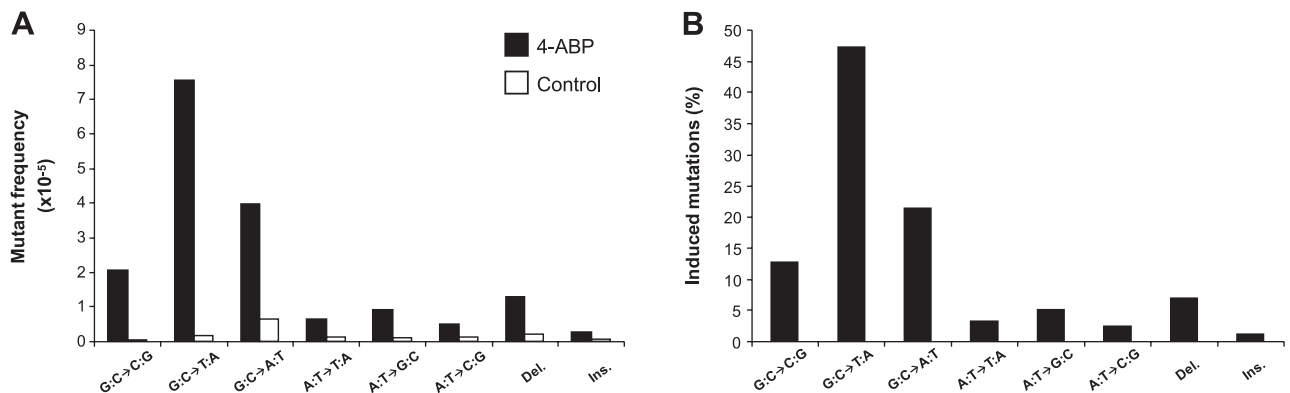 A
Mutant frequency
(x10⁻⁵)
9
8
7
6
5
4
3
2
1
0
4-ABP
Control
G:C→C:G
G:C→T:A
G:C→A:T
A:T→T:A
A:T→G:C
A:T→C:G
Del.
Ins.
B
Induced mutations (%)
50
45
40
35
30
25
20
15
10
5
0
G:C→C:G
G:C→T:A
G:C→A:T
A:T→T:A
A:T→G:C
A:T→C:G
Del.
Ins.